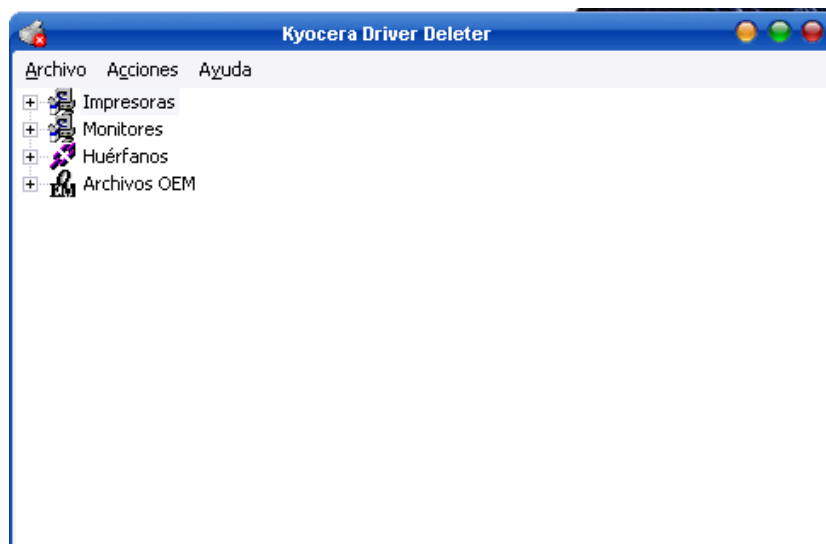 Kyocera Driver Deleter
Archivo Acciones Ayuda
Impresoras
Monitores
Huérfanos
Archivos OEM